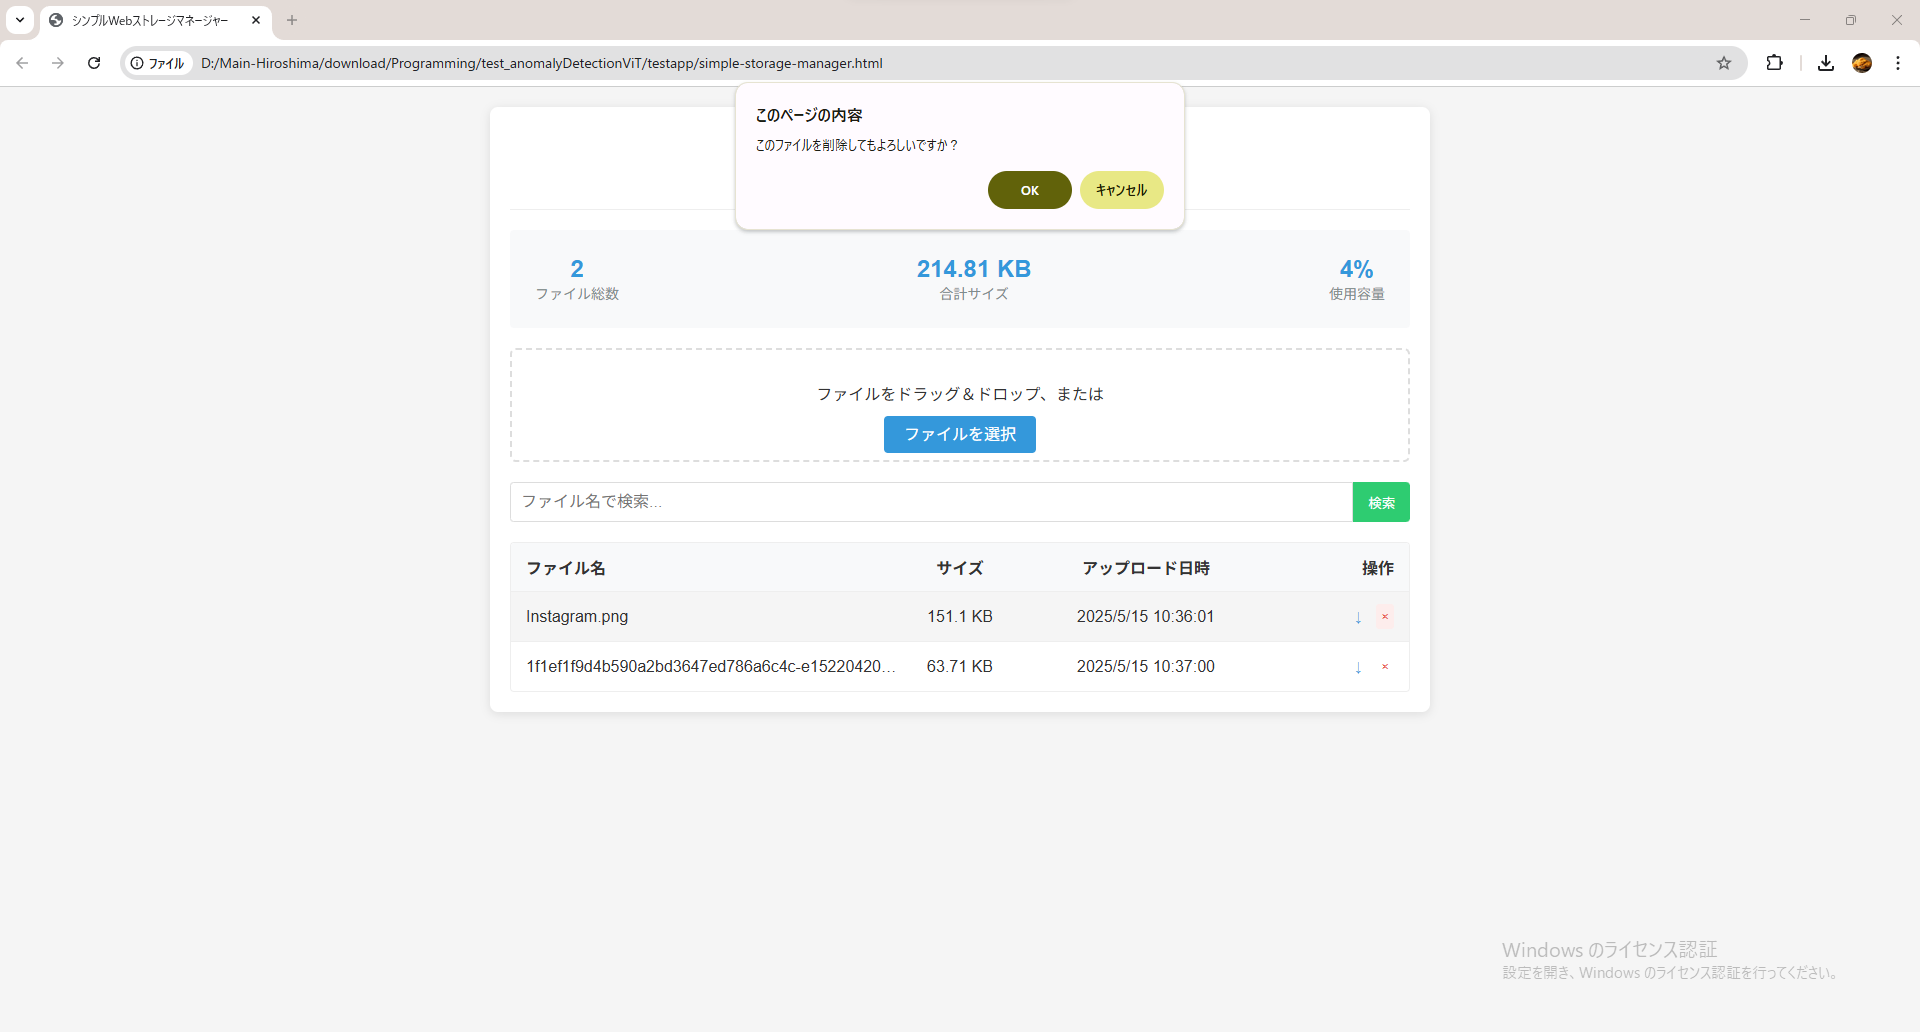 シンプルWebストレージマネージャー
ファイル
D:/Main-Hiroshima/download/Programming/test_anomalyDetectionViT/testapp/simple-storage-manager.html
このページの内容
このファイルを削除してもよろしいですか？
OK
キャンセル
2
ファイル総数
214.81 KB
合計サイズ
4%
使用容量
ファイルをドラッグ＆ドロップ、または
ファイルを選択
ファイル名で検索...
検索
ファイル名 サイズ アップロード日時 操作
Instagram.png 151.1 KB 2025/5/15 10:36:01 ↓ ×
1f1ef1f9d4b590a2bd3647ed786a6c4c-e15220420... 63.71 KB 2025/5/15 10:37:00 ↓ ×
Windows のライセンス認証
設定を開き、Windows のライセンス認証を行ってください。